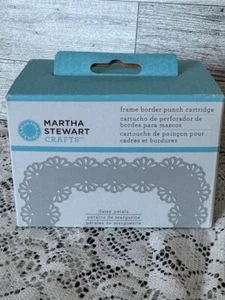 MARTHA
STEWART
CRAFTS™
frame border punch cartridge
cartucho de perforador de
bordes para marcos
cartouche de poinçon pour
cadres et bordures
daisy petals
pétalos de margarita
pétales de marguerite